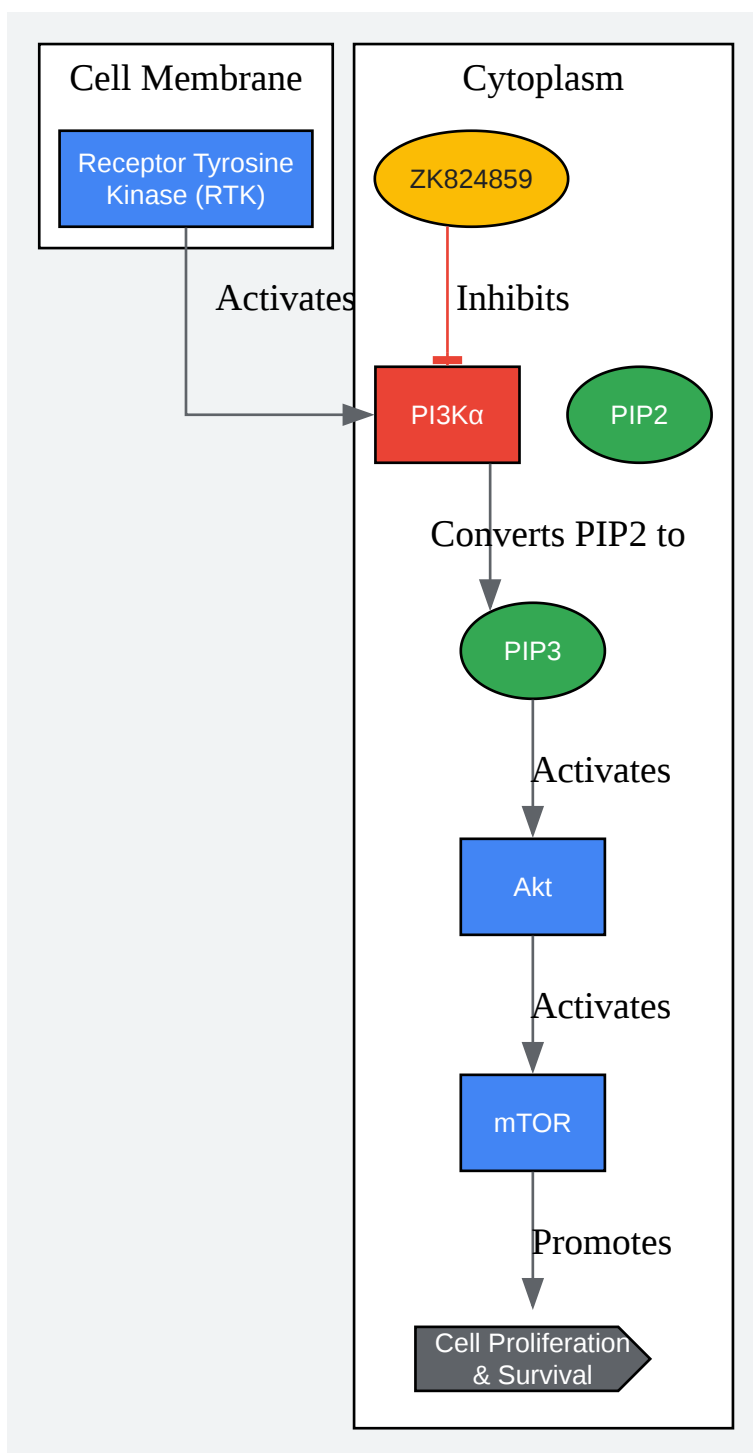 Cell Membrane
Cytoplasm
Receptor Tyrosine
Kinase (RTK)
ZK824859
Activates
Inhibits
PI3Kα
PIP2
Converts PIP2 to
PIP3
Activates
Akt
Activates
mTOR
Promotes
Cell Proliferation
& Survival